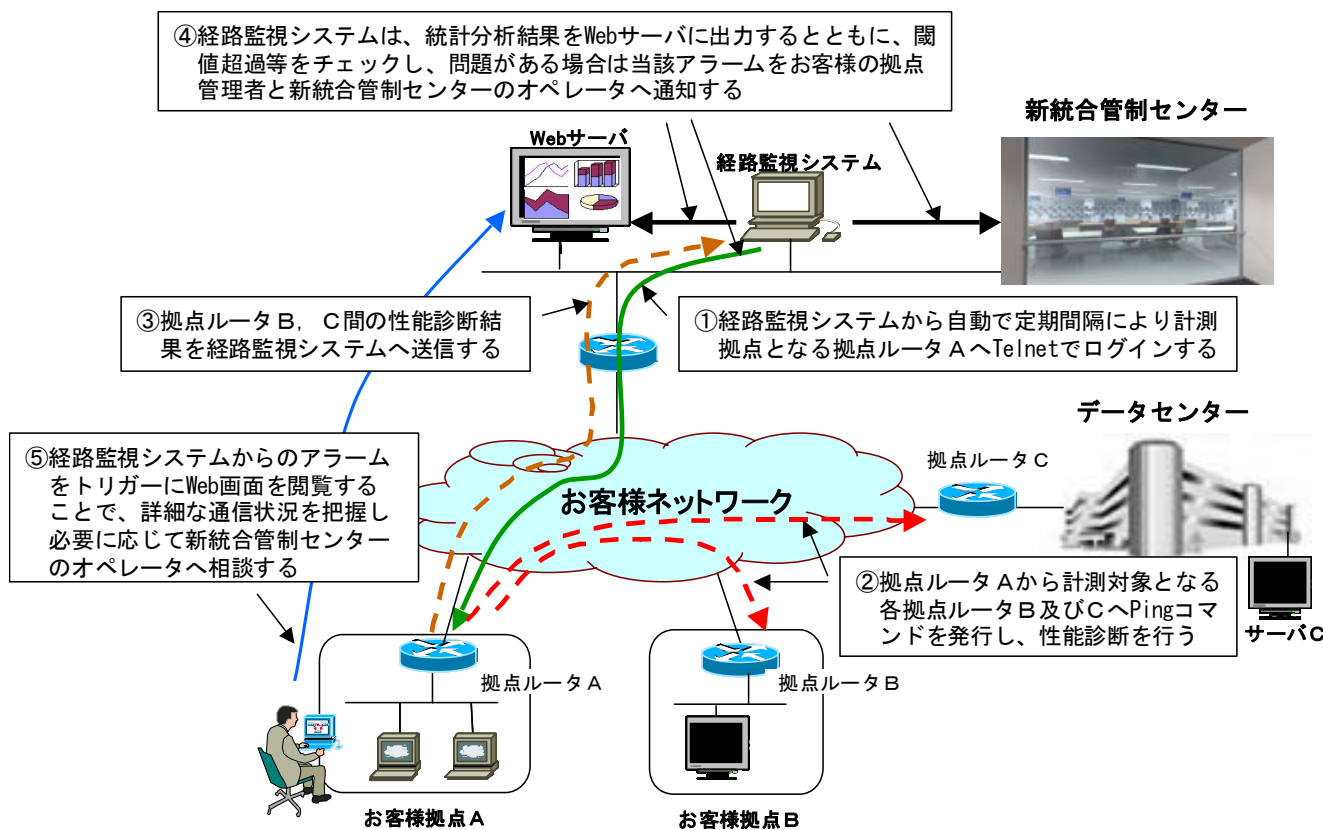 ④経路監視システムは、統計分析結果をWebサーバに出力するとともに、閾
値超過等をチェックし、問題がある場合は当該アラームをお客様の拠点
管理者と新統合管制センターのオペレータへ通知する
新統合管制センター
Webサーバ
経路監視システム
③拠点ルータB，C間の性能診断結
果を経路監視システムへ送信する
①経路監視システムから自動で定期間隔により計測
拠点となる拠点ルータAへTelnetでログインする
データセンター
⑤経路監視システムからのアラーム
をトリガーにWeb画面を閲覧する
ことで、詳細な通信状況を把握し
必要に応じて新統合管制センター
のオペレータへ相談する
拠点ルータC
お客様ネットワーク
②拠点ルータAから計測対象となる
各拠点ルータB及びCへPingコマ
ンドを発行し、性能診断を行う
サーバC
拠点ルータA
拠点ルータB
お客様拠点A
お客様拠点B